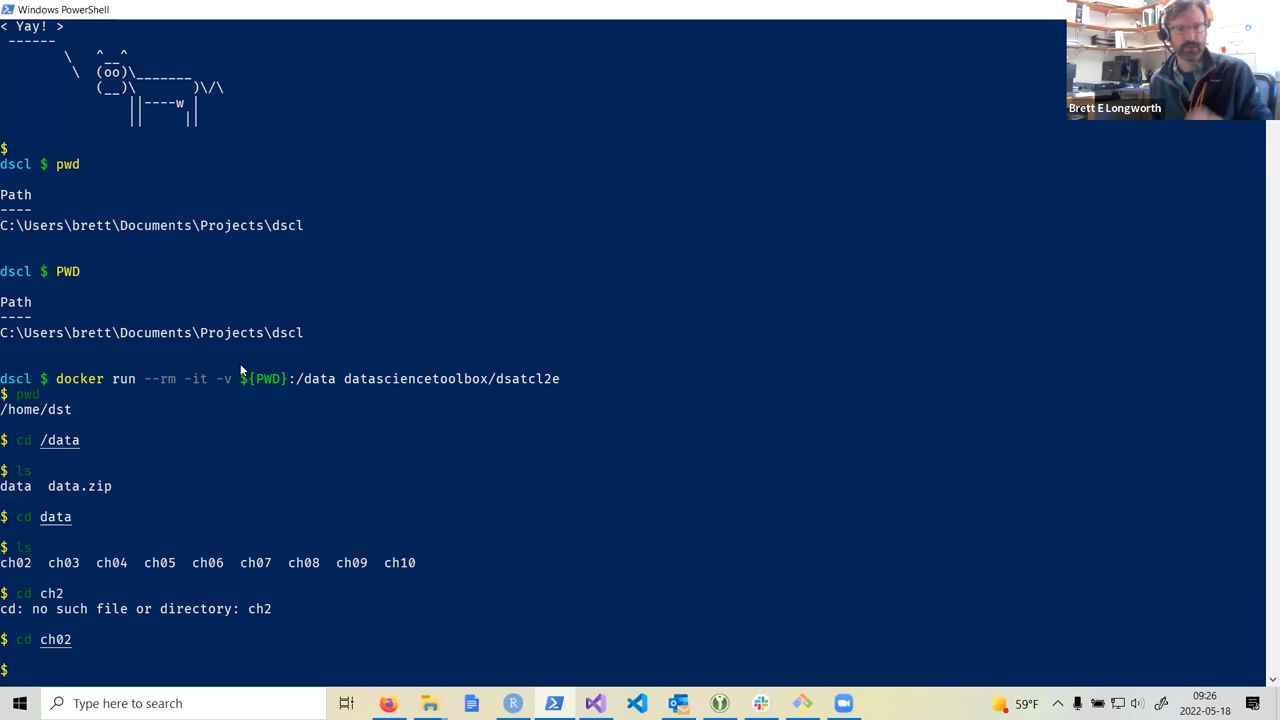 Windows PowerShell
< Yay! >
------
\ ^__^
\ (oo)\_______
(__)\ )\/\
||----w |
|| ||
$
dscl $ pwd
Path
----
C:\Users\brett\Documents\Projects\dscl
dscl $ PWD
Path
----
C:\Users\brett\Documents\Projects\dscl
dscl $ docker run --rm -it -v ${PWD}:/data datasciencetoolbox/dsatcl2e
$ pwd
/home/dst
$ cd /data
$ ls
data data.zip
$ cd data
$ ls
ch02 ch03 ch04 ch05 ch06 ch07 ch08 ch09 ch10
$ cd ch2
cd: no such file or directory: ch2
$ cd ch02
$
Brett E Longworth
Type here to search
59°F
09:26
2022-05-18